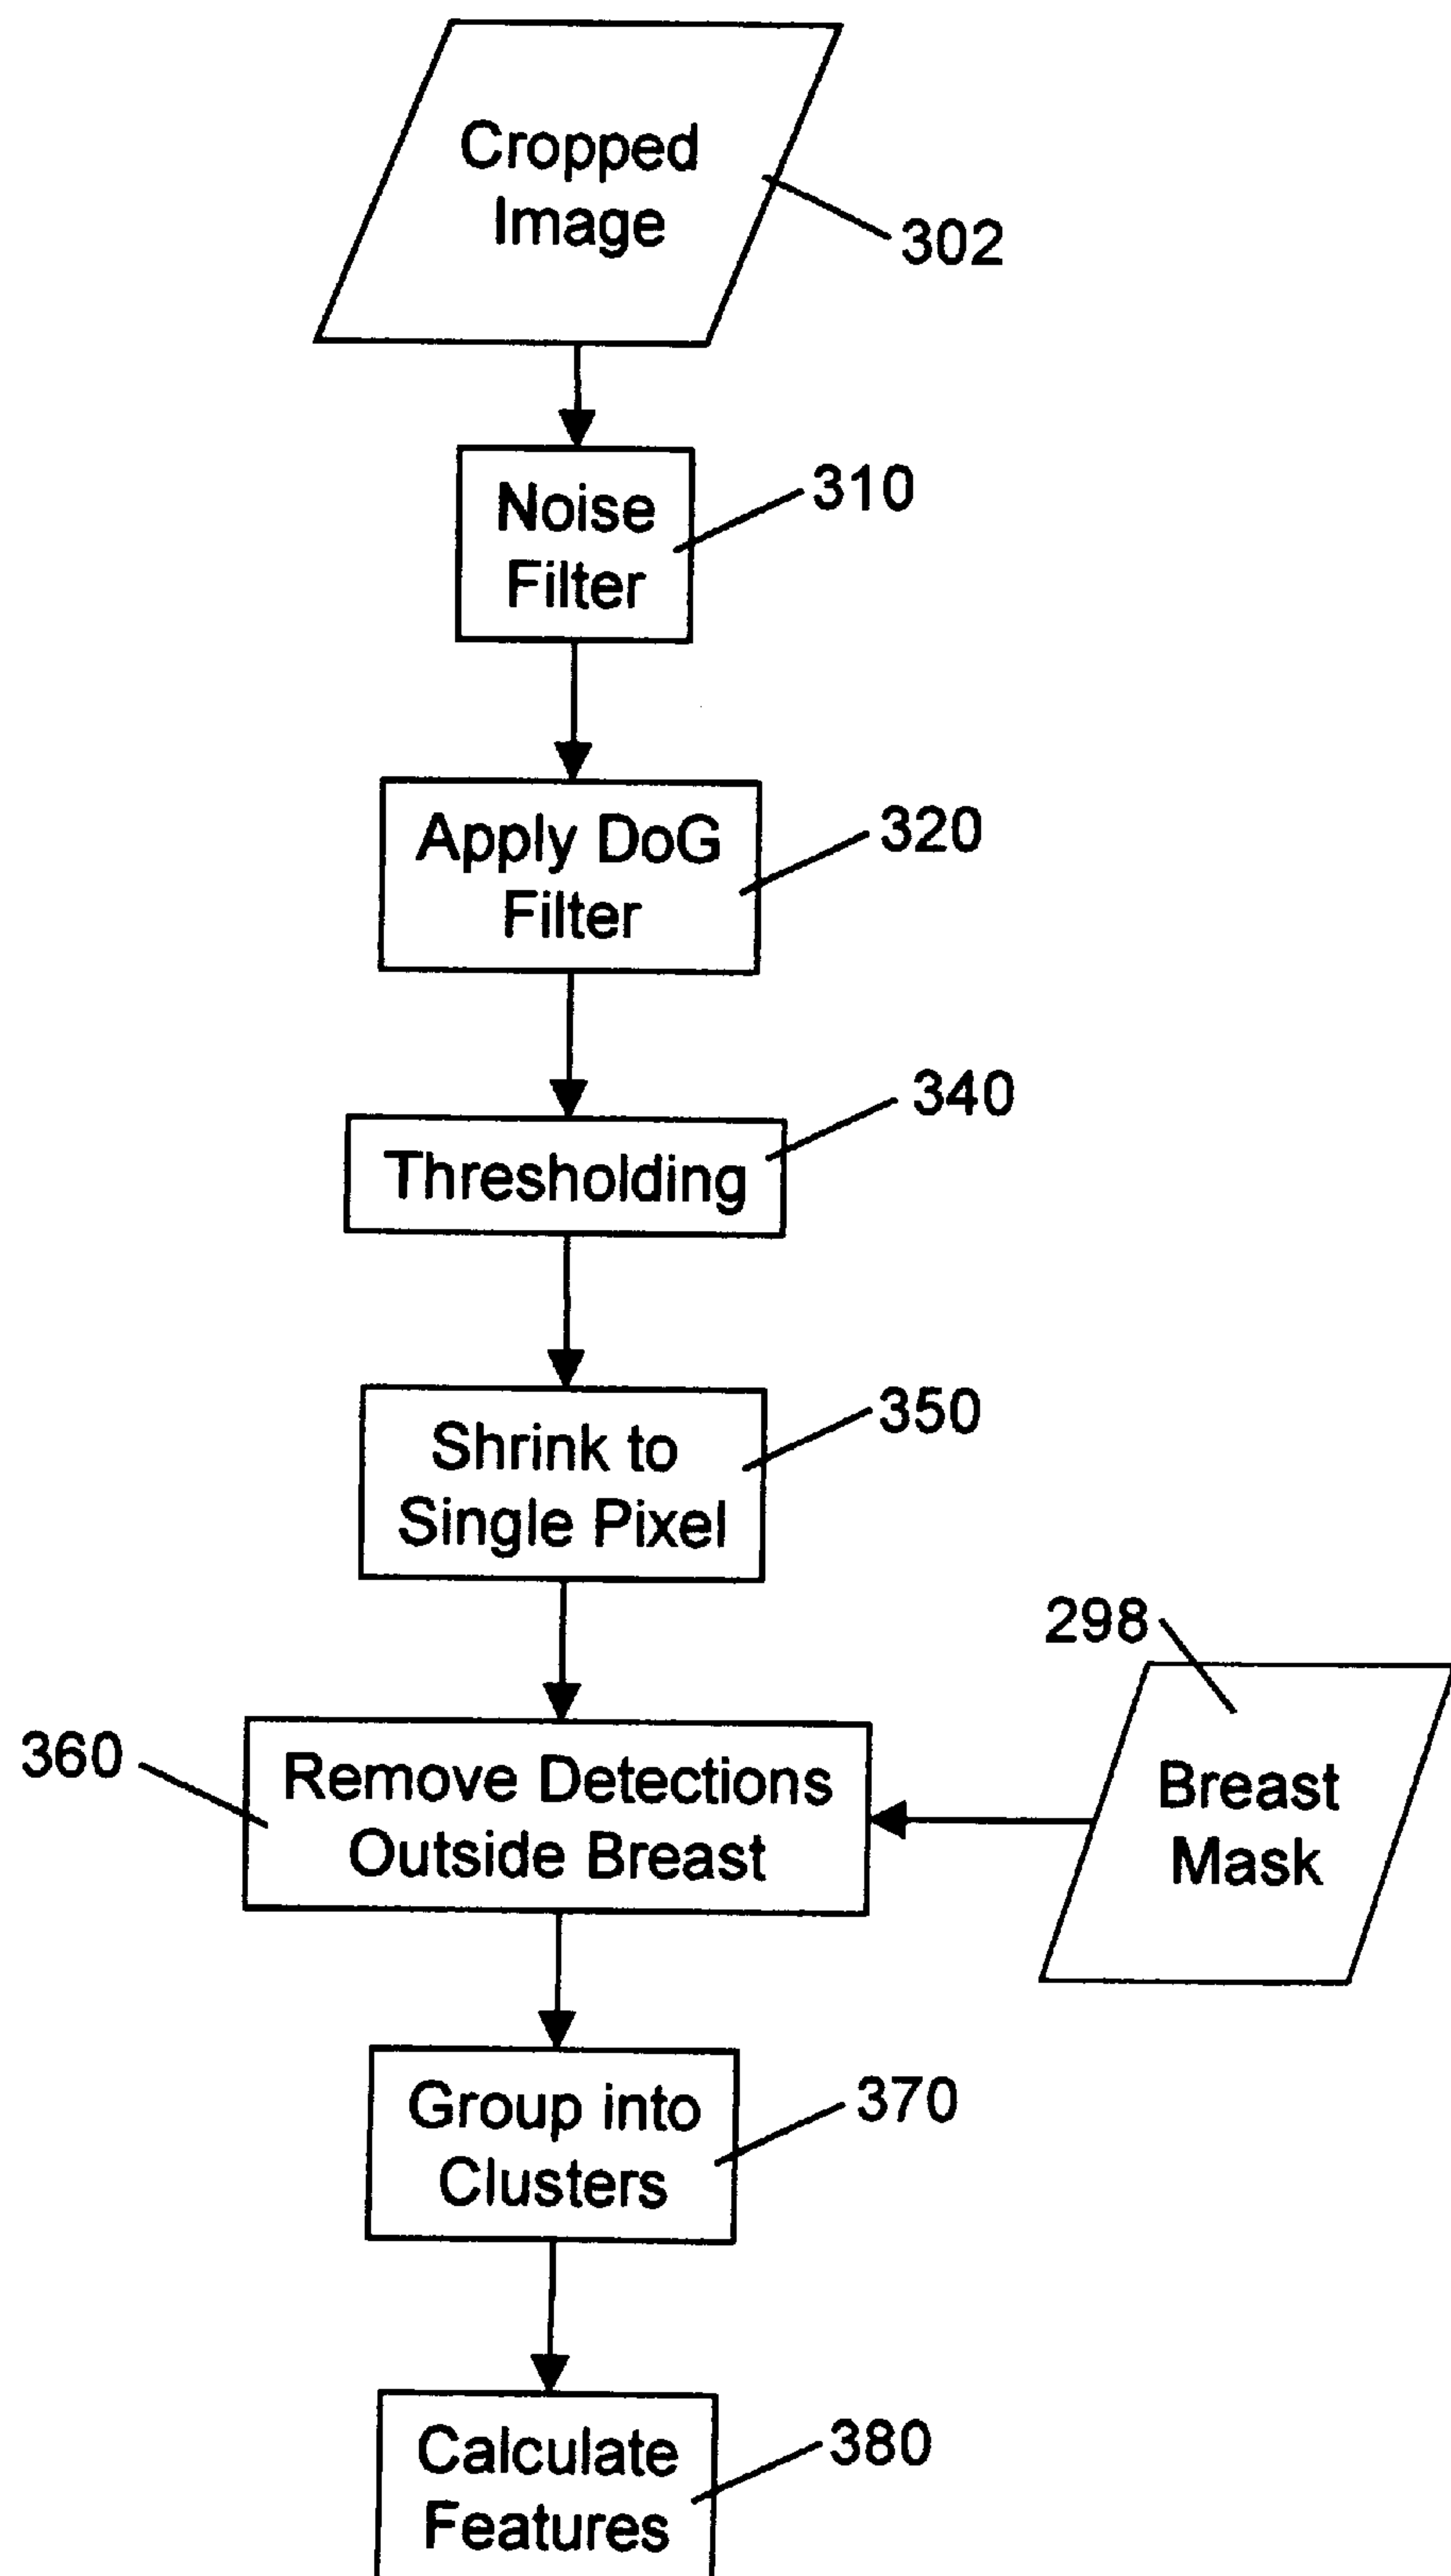 Cropped
Image
302
Noise
Filter
310
Apply DoG
Filter
320
Thresholding
340
Shrink to
Single Pixel
350
298
360
Remove Detections
Outside Breast
Breast
Mask
Group into
Clusters
370
Calculate
Features
380